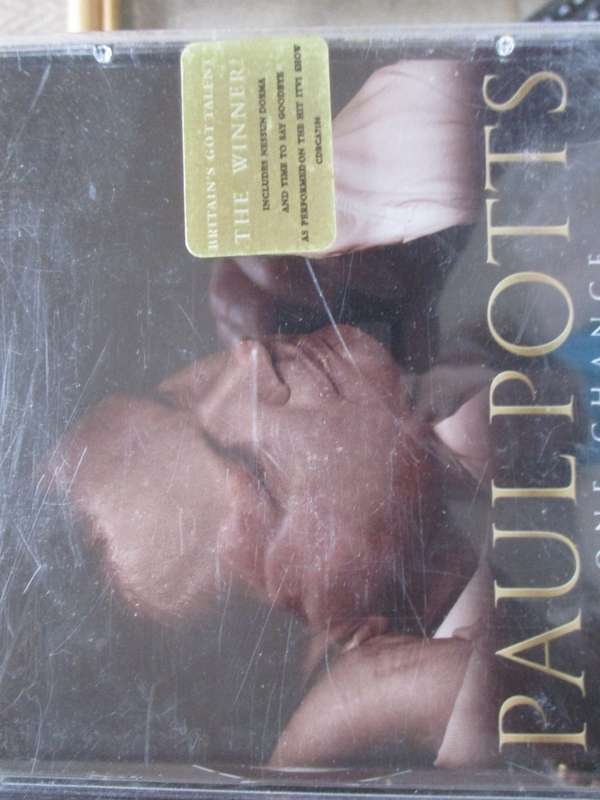 BRITAIN'S GOT TALENT
THE WINNER!
INCLUDES NESSUN DORMA
AND TIME TO SAY GOODBYE
AS PERFORMED ON THE HIT ITV1 SHOW
CDRCA7186
PAUL POTTS
ONE CHANCE